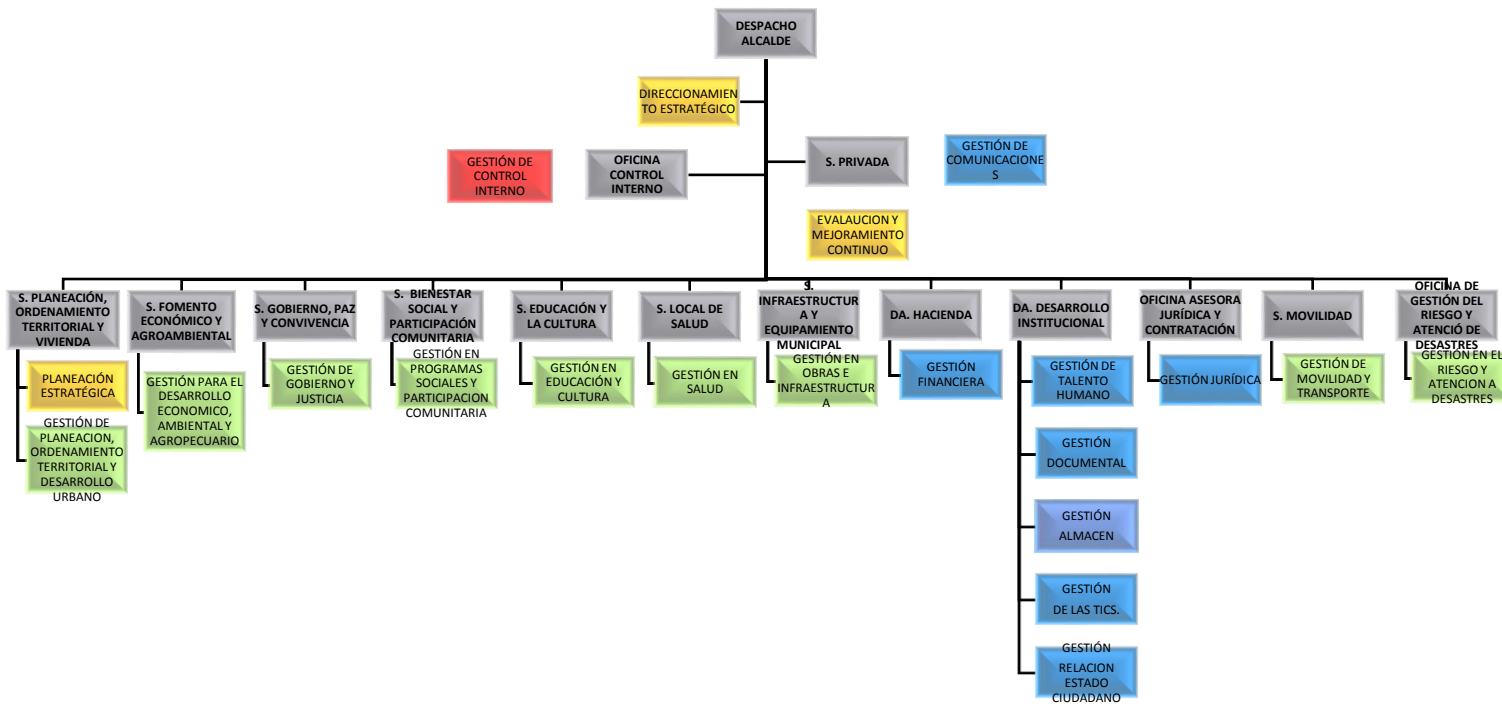 DESPACHO
ALCALDE
DIRECCIONAMIEN
TO ESTRATÉGICO
GESTIÓN DE
CONTROL
INTERNO
OFICINA
CONTROL
INTERNO
S. PRIVADA
GESTIÓN DE
COMUNICACIONE
S
EVALAUCION Y
MEJORAMIENTO
CONTINUO
S. PLANEACIÓN,
ORDENAMIENTO
TERRITORIAL Y
VIVIENDA
S. FOMENTO
ECONÓMICO Y
AGROAMBIENTAL
S. GOBIERNO, PAZ
Y CONVIVENCIA
S. BIENESTAR
SOCIAL Y
PARTICIPACIÓN
COMUNITARIA
S. EDUCACIÓN Y
LA CULTURA
S. LOCAL DE
SALUD
S.
INFRAESTRUCTUR
A Y EQUIPAMIENTO
MUNICIPAL
DA. HACIENDA
DA. DESARROLLO
INSTITUCIONAL
OFICINA ASESORA
JURÍDICA Y
CONTRATACIÓN
S. MOVILIDAD
OFICINA DE
GESTIÓN DEL
RIESGO Y
ATENCIÓ DE
DESASTRES
PLANEACIÓN
ESTRATÉGICA
GESTIÓN DE
PLANEACION,
ORDENAMIENTO
TERRITORIAL Y
DESARROLLO
URBANO
GESTIÓN PARA EL
DESARROLLO
ECONOMICO,
AMBIENTAL Y
AGROPECUARIO
GESTIÓN DE
GOBIERNO Y
JUSTICIA
GESTIÓN EN
PROGRAMAS
SOCIALES Y
PARTICIPACION
COMUNITARIA
GESTIÓN EN
EDUCACIÓN Y
CULTURA
GESTIÓN EN
SALUD
GESTIÓN EN
OBRAS E
INFRAESTRUCTUR
A
GESTIÓN
FINANCIERA
GESTIÓN DE
TALENTO
HUMANO
GESTIÓN
DOCUMENTAL
GESTIÓN
ALMACEN
GESTIÓN
DE LAS TICS.
GESTIÓN
RELACION
ESTADO
CIUDADANO
GESTIÓN JURÍDICA
GESTIÓN DE
MOVILIDAD Y
TRANSPORTE
GESTIÓN EN EL
RIESGO Y
ATENCION A
DESASTRES